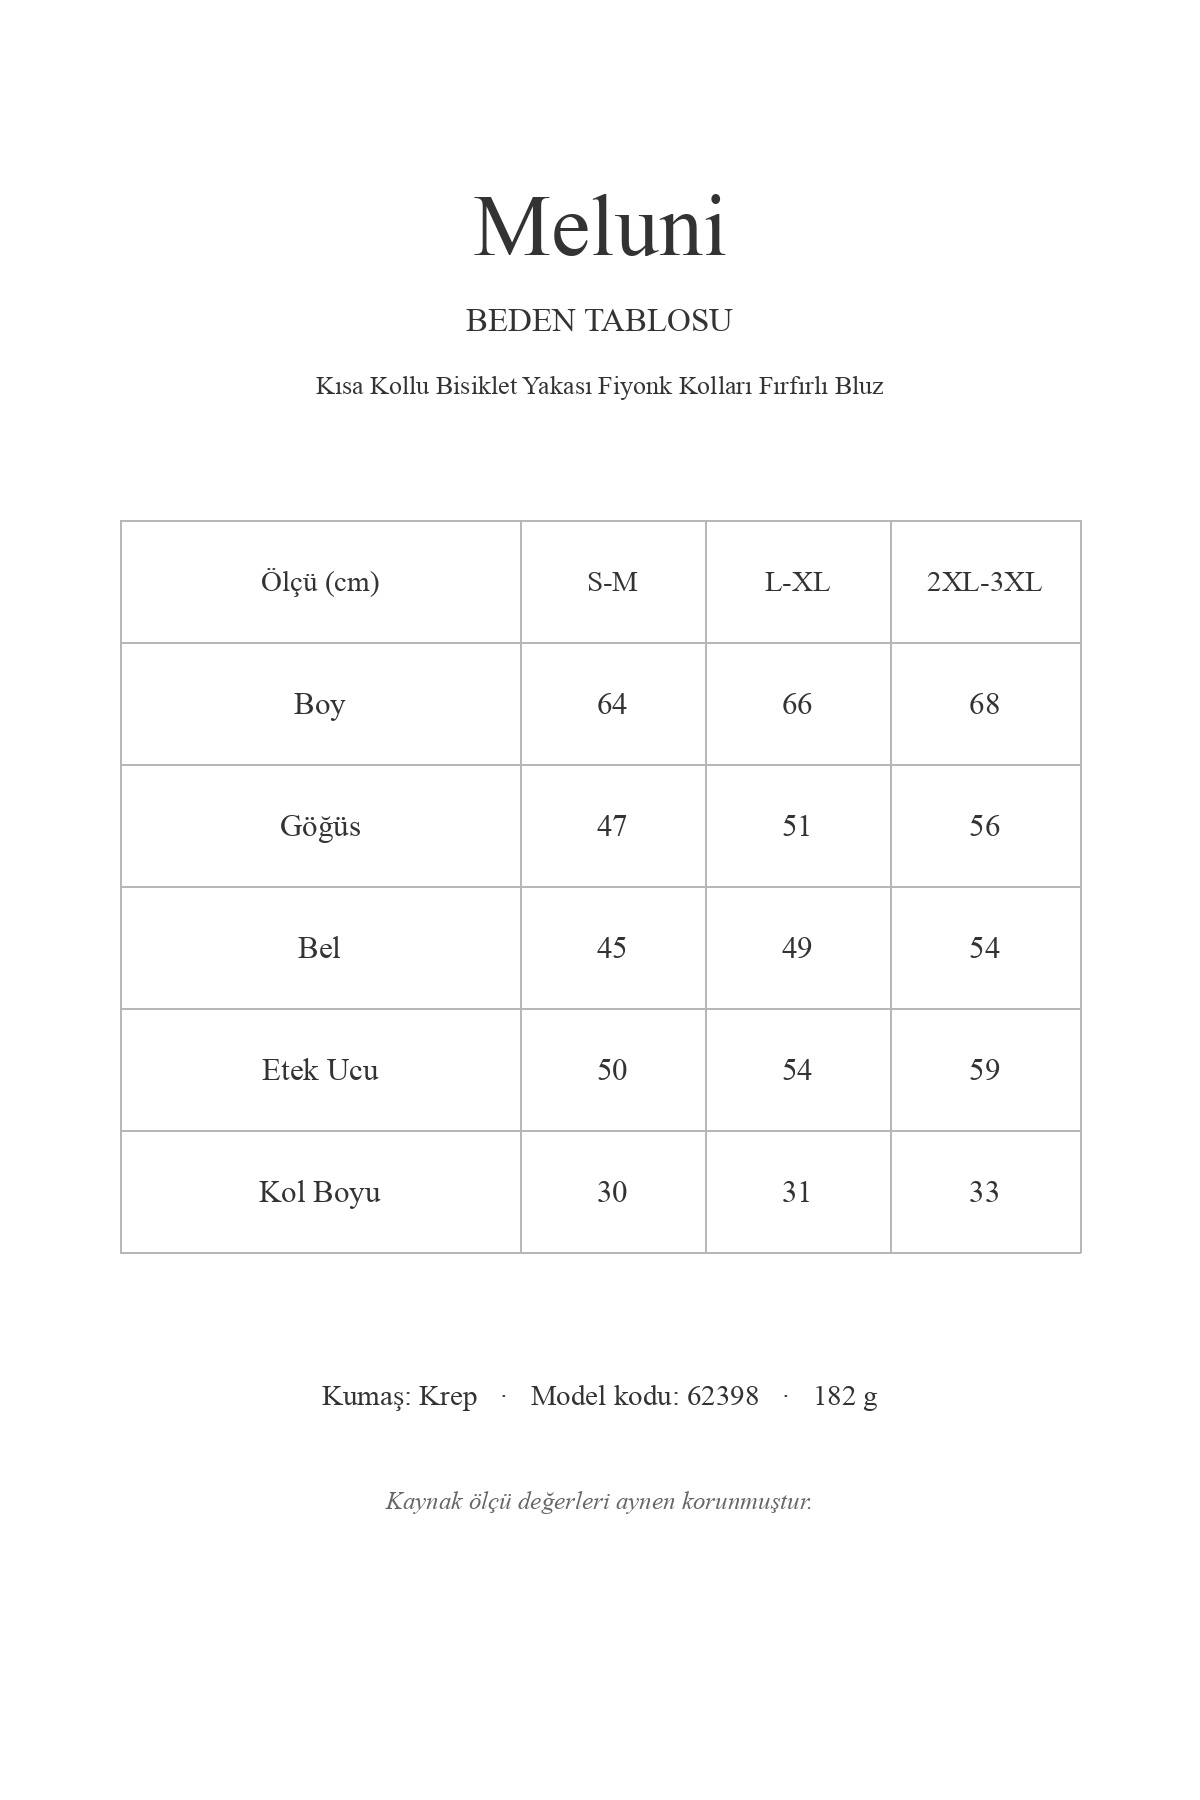 Meluni
BEDEN TABLOSU
Kısa Kollu Bisiklet Yakası Fiyonk Kolları Fırfırlı Bluz
Ölçü (cm) S-M L-XL 2XL-3XL
Boy 64 66 68
Göğüs 47 51 56
Bel 45 49 54
Etek Ucu 50 54 59
Kol Boyu 30 31 33
Kumaş: Krep · Model kodu: 62398 · 182 g
Kaynak ölçü değerleri aynen korunmuştur.